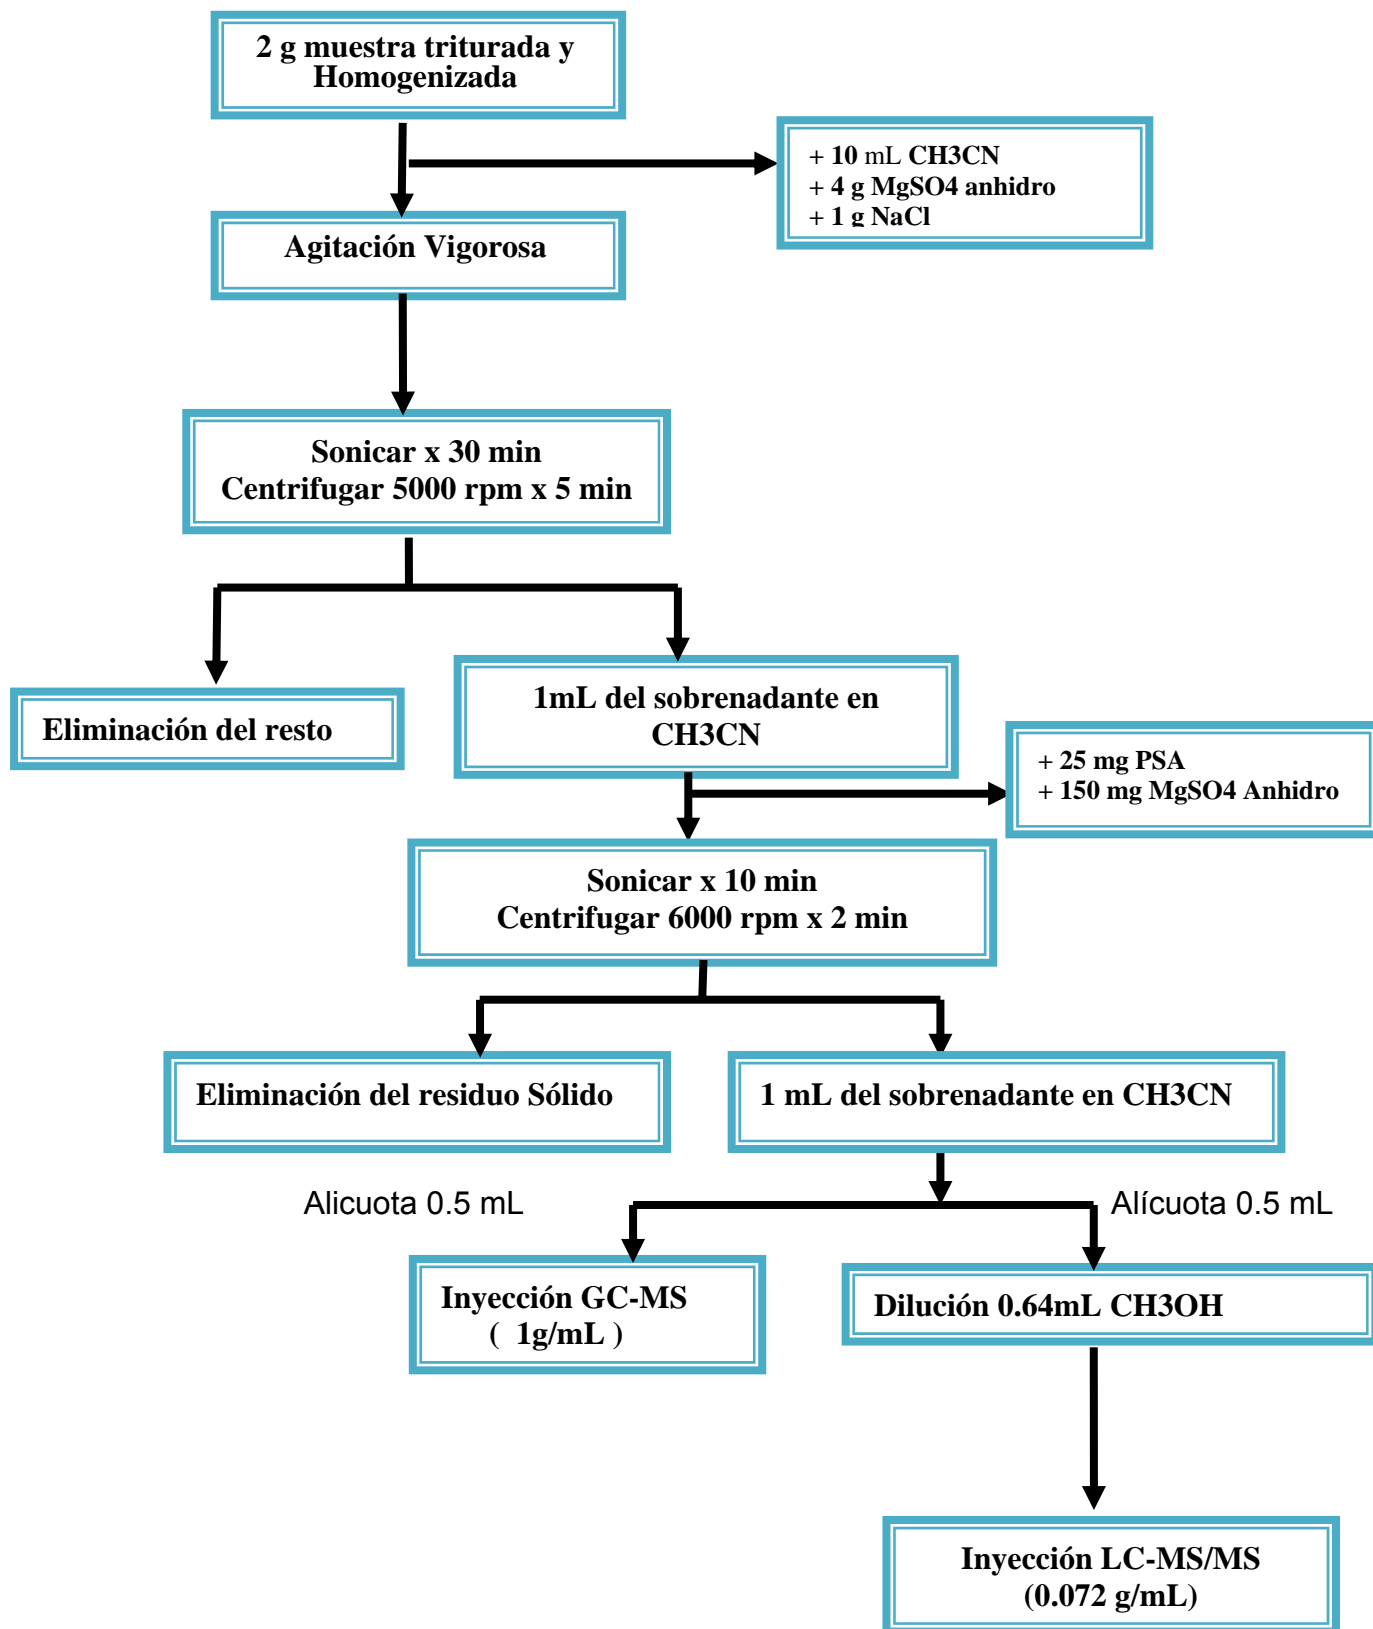 2 g muestra triturada y
Homogenizada
+ 10 mL CH3CN
+ 4 g MgSO4 anhidro
+ 1 g NaCl
Agitación Vigorosa
Sonicar x 30 min
Centrifugar 5000 rpm x 5 min
Eliminación del resto
1mL del sobrenadante en
CH3CN
+ 25 mg PSA
+ 150 mg MgSO4 Anhidro
Sonicar x 10 min
Centrifugar 6000 rpm x 2 min
Eliminación del residuo Sólido
1 mL del sobrenadante en CH3CN
Alicuota 0.5 mL
Alícuota 0.5 mL
Inyección GC-MS
( 1g/mL )
Dilución 0.64mL CH3OH
Inyección LC-MS/MS
(0.072 g/mL)